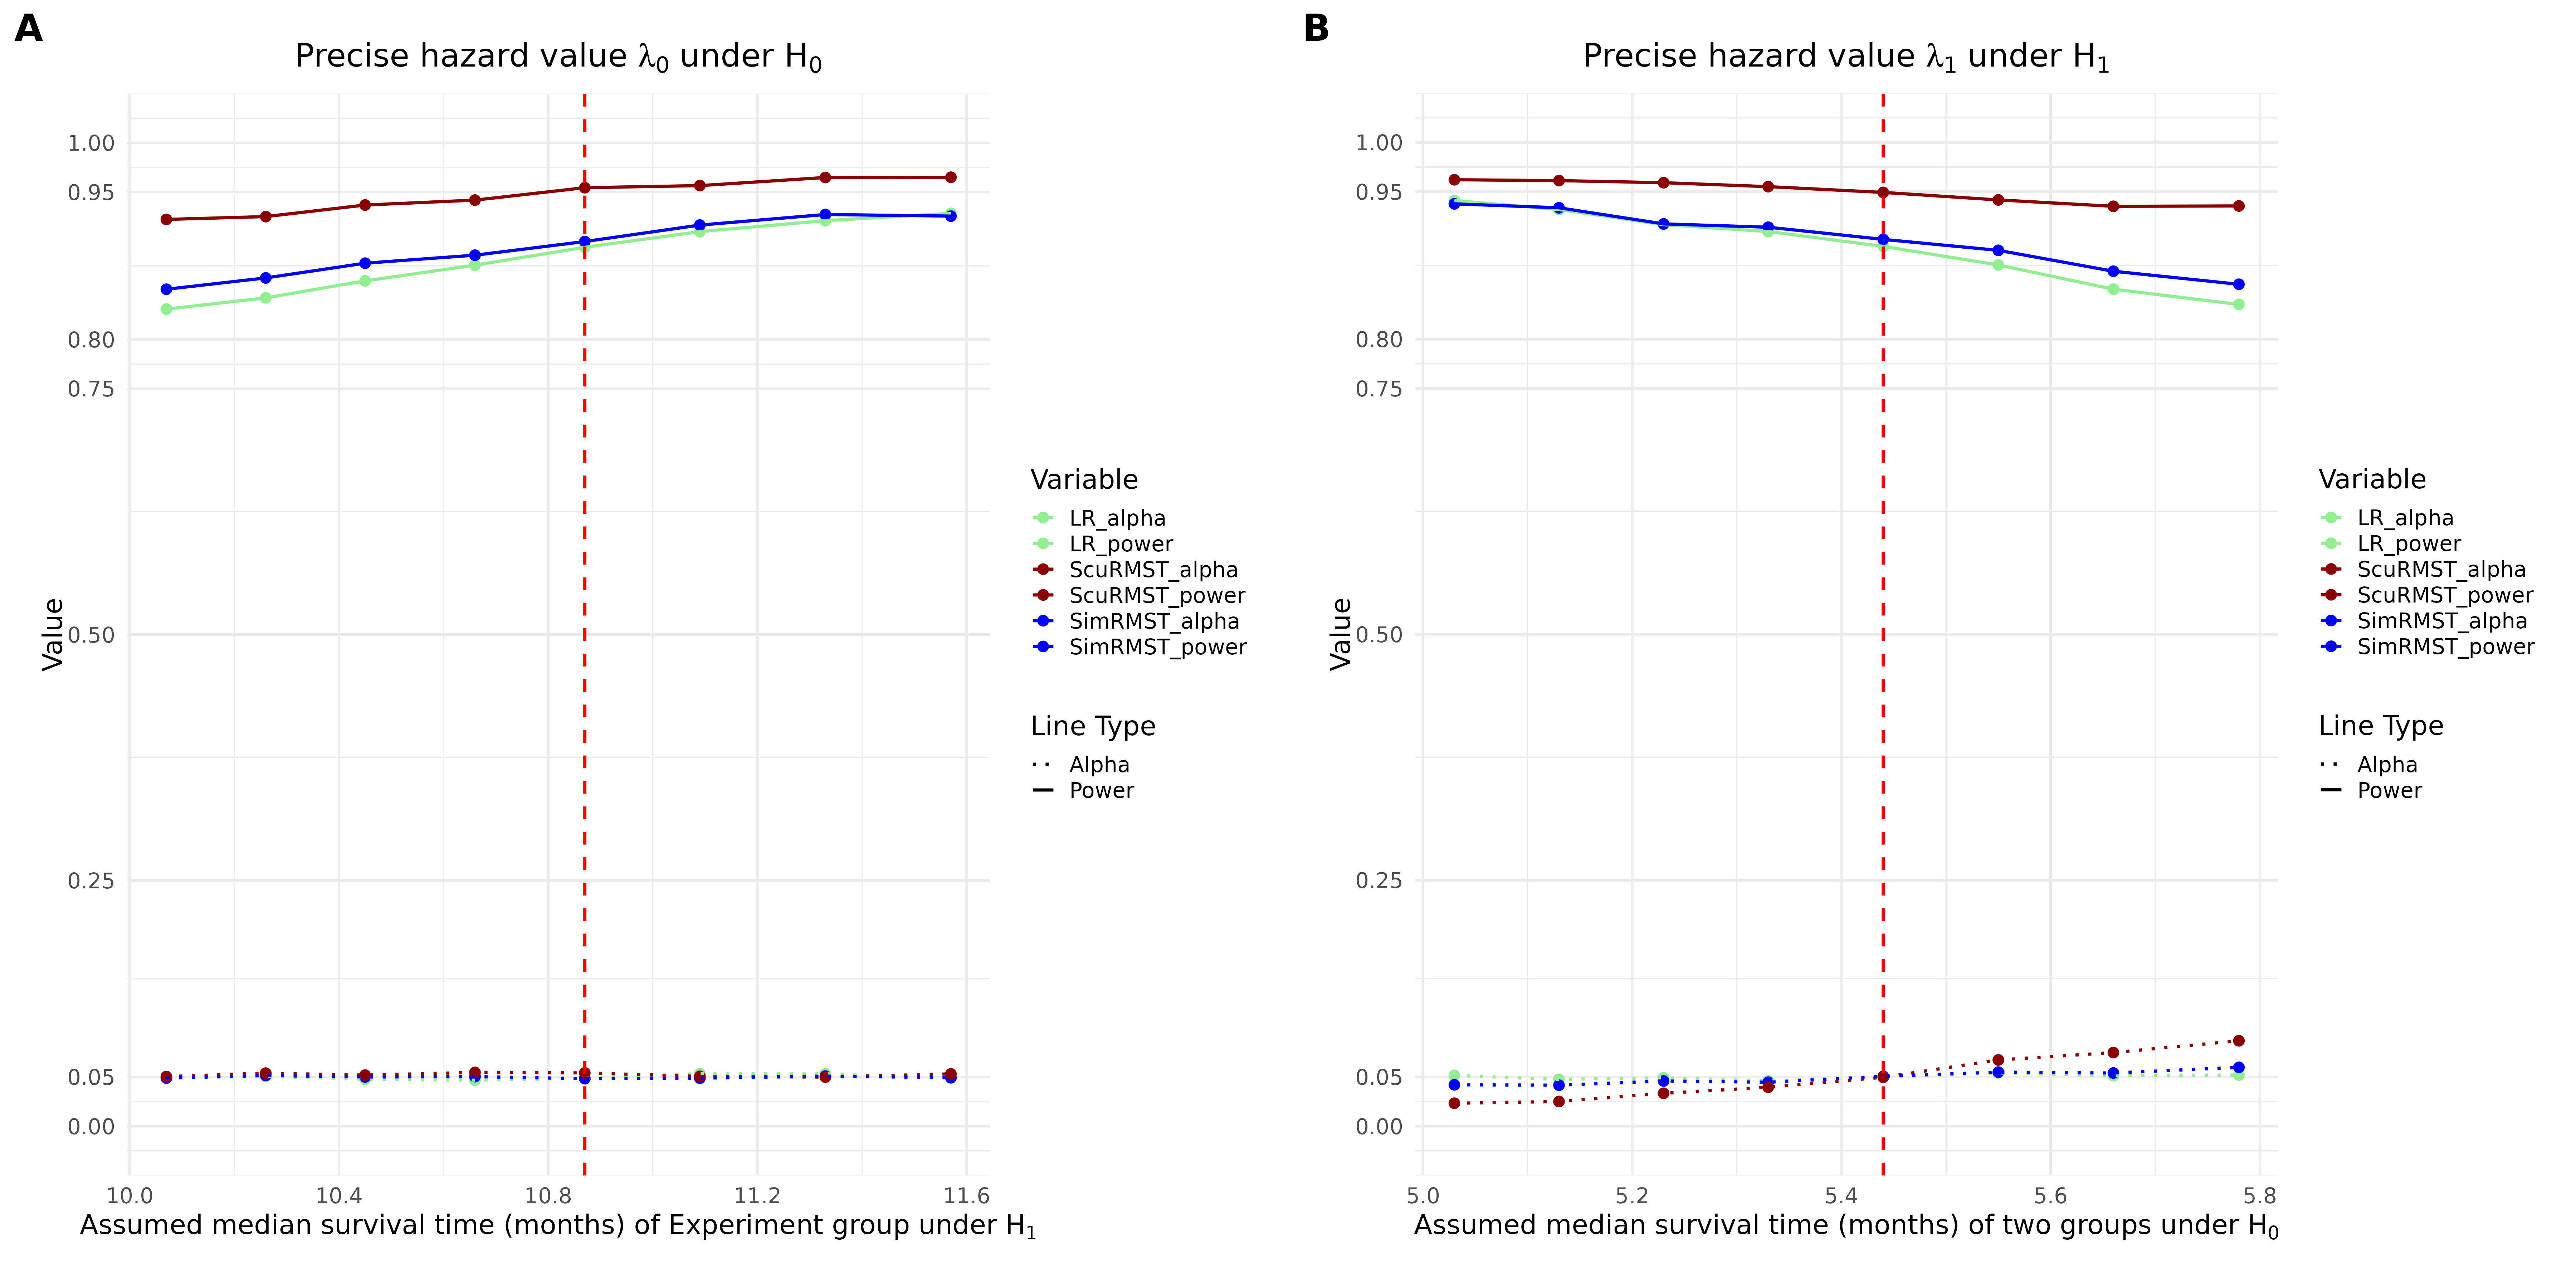 A
Precise hazard value λ₀ under H₀
1.00
0.95
0.80
0.75
0.50
0.25
0.05
0.00
Value
10.0 10.4 10.8 11.2 11.6
Assumed median survival time (months) of Experiment group under H₁
Variable
LR_alpha
LR_power
ScuRMST_alpha
ScuRMST_power
SimRMST_alpha
SimRMST_power
Line Type
Alpha
Power
B
Precise hazard value λ₁ under H₁
1.00
0.95
0.80
0.75
0.50
0.25
0.05
0.00
Value
5.0 5.2 5.4 5.6 5.8
Assumed median survival time (months) of two groups under H₀
Variable
LR_alpha
LR_power
ScuRMST_alpha
ScuRMST_power
SimRMST_alpha
SimRMST_power
Line Type
Alpha
Power